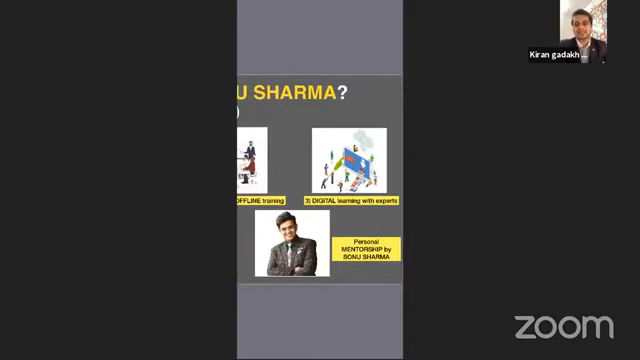 Kiran gadakh ...
U SHARMA?
)
OFFLINE training
3) DIGITAL learning with experts
Personal
MENTORSHIP by
SONU SHARMA
zoom